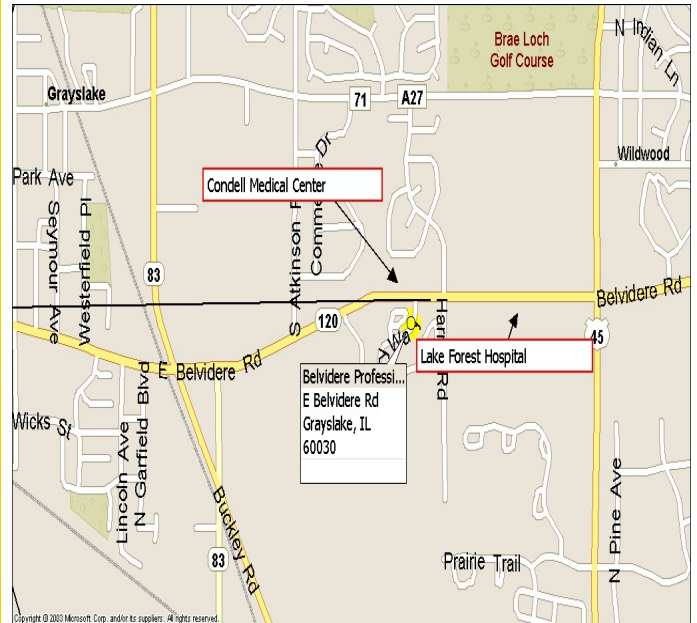 N Indian Ln
Brae Loch
Golf Course
Grayslake
71
A27
Commerce Dr
Wildwood
Park Ave
Condell Medical Center
Seymour Ave
Westerfield Pl
S Atkinson R
83
Belvidere Rd
120
Harr
Rd
45
Way
Lake Forest Hospital
E Belvidere Rd
Belvidere Professi...
E Belvidere Rd
Grayslake, IL
60030
Wicks St
Lincoln Ave
N Garfield Blvd
Buckley Rd
N Pine Ave
83
Prairie Trail
Copyright © 2003 Microsoft Corp. and/or its suppliers. All rights reserved.